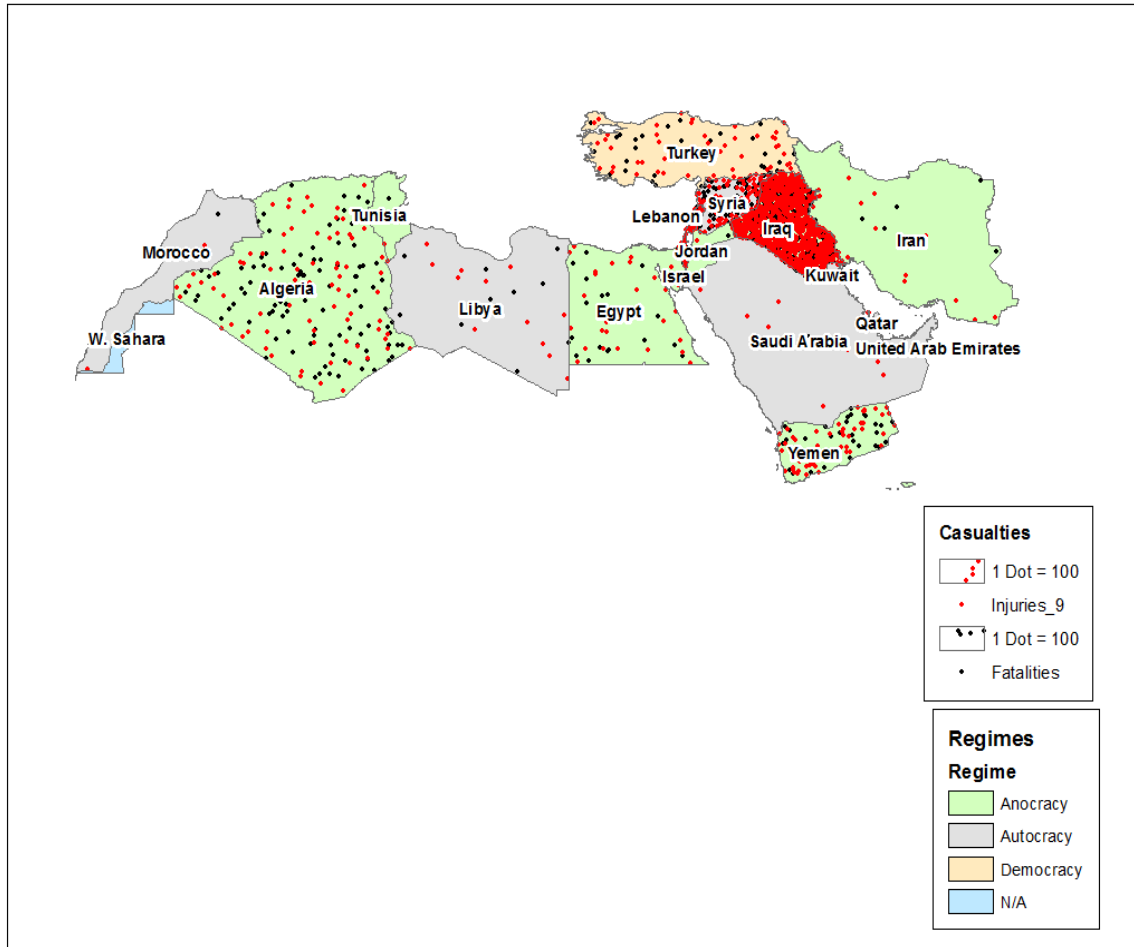 Turkey
Syria
Lebanon
Tunisia
Iraq
Iran
Morocco
Jordan
Kuwait
Israel
Algeria
Libya
Egypt
Qatar
W. Sahara
Saudi Arabia
United Arab Emirates
Yemen
Casualties
1 Dot = 100
Injuries_9
1 Dot = 100
Fatalities
Regimes
Regime
Anocracy
Autocracy
Democracy
N/A